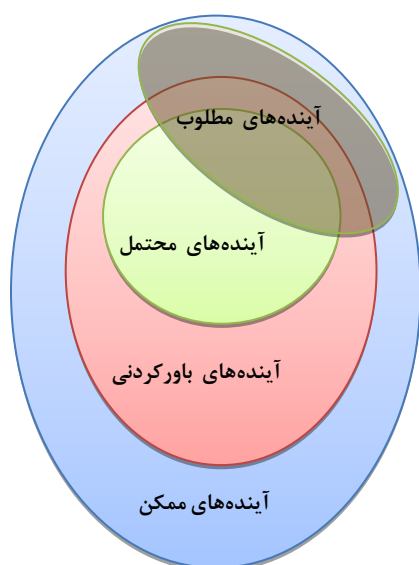 آینده‌های مطلوب
آینده‌های محتمل
آینده‌های باورکردنی
آینده‌های ممکن